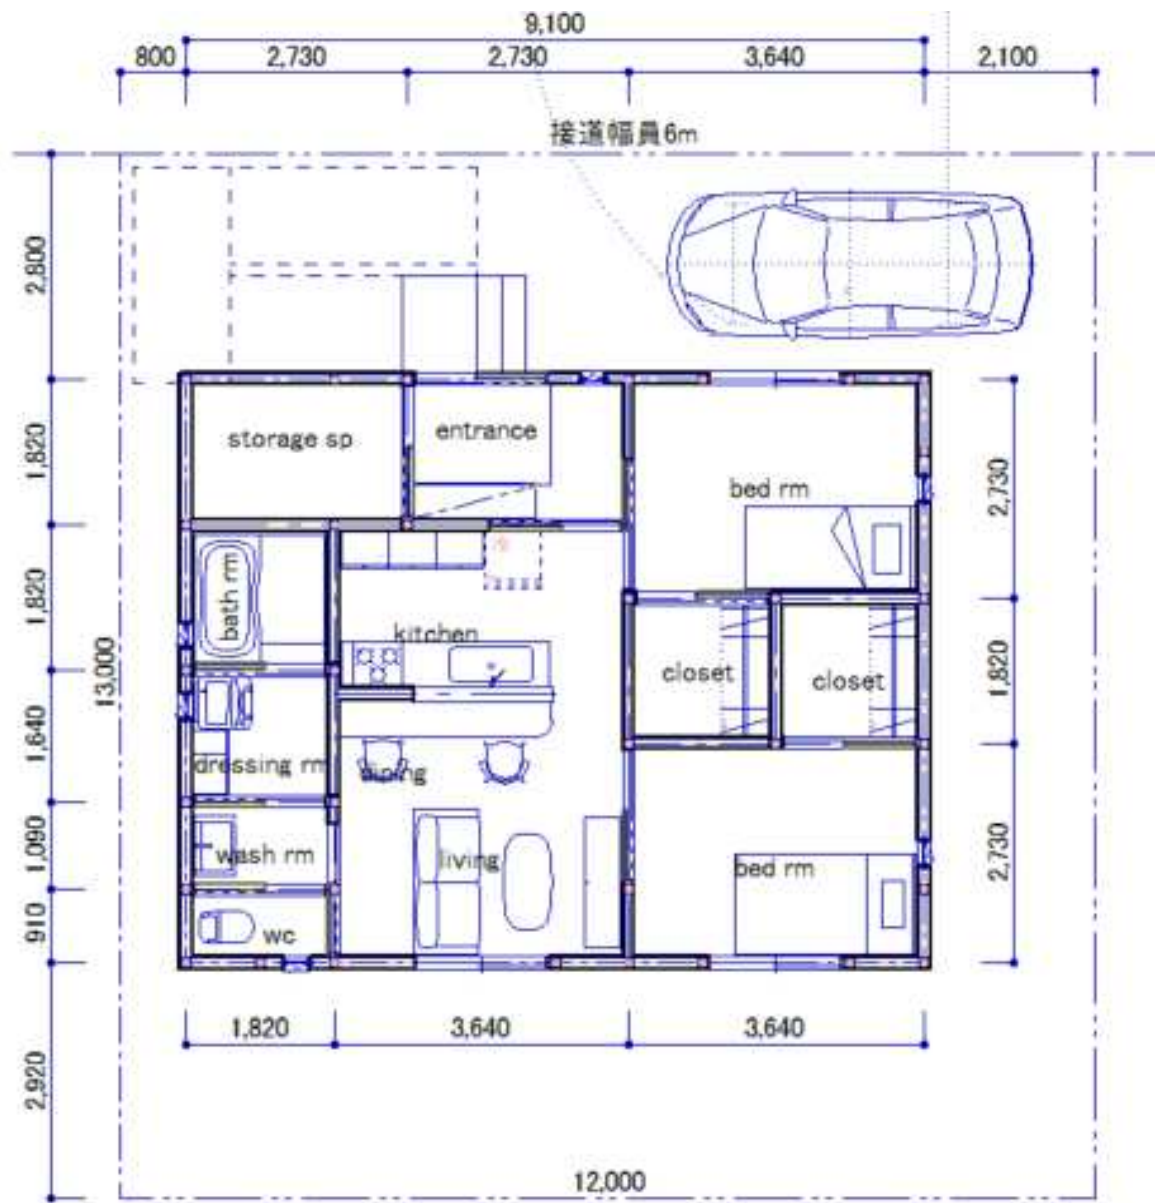 9,100
800
2,730
2,730
3,640
2,100
接道幅員6m
2,800
storage sp
entrance
1,820
bed rm
2,730
bath rm
1,820
kitchen
13,000
closet
closet
1,820
1,640
dressing rm
dining
1,090
wash rm
living
bed rm
2,730
910
wc
1,820
3,640
3,640
2,920
12,000